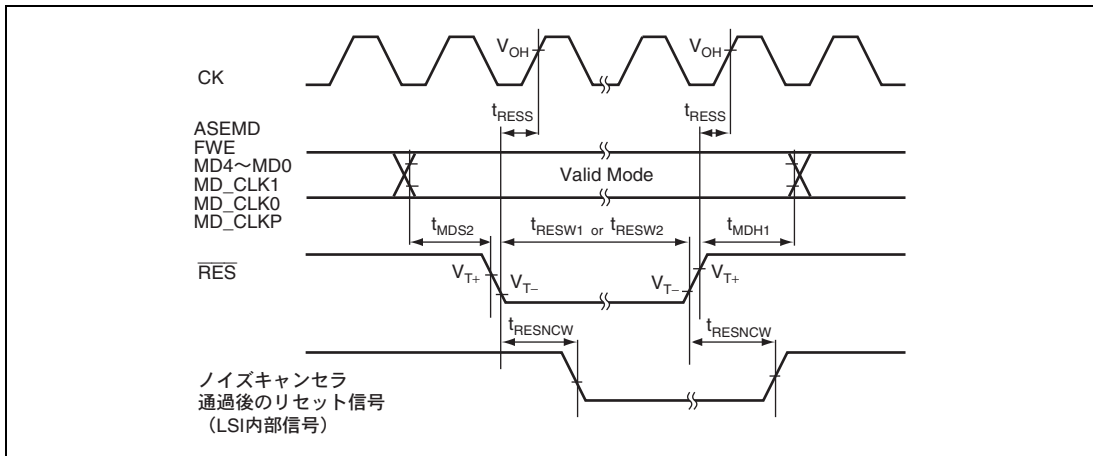 CK
VOH
VOH
tRESS
tRESS
ASEMD
FWE
MD4～MD0
MD_CLK1
MD_CLK0
MD_CLKP
Valid Mode
tMDS2
tRESW1 or tRESW2
tMDH1
RES
VT+
VT−
VT−
VT+
tRESNCW
tRESNCW
ノイズキャンセラ
通過後のリセット信号
（LSI内部信号）